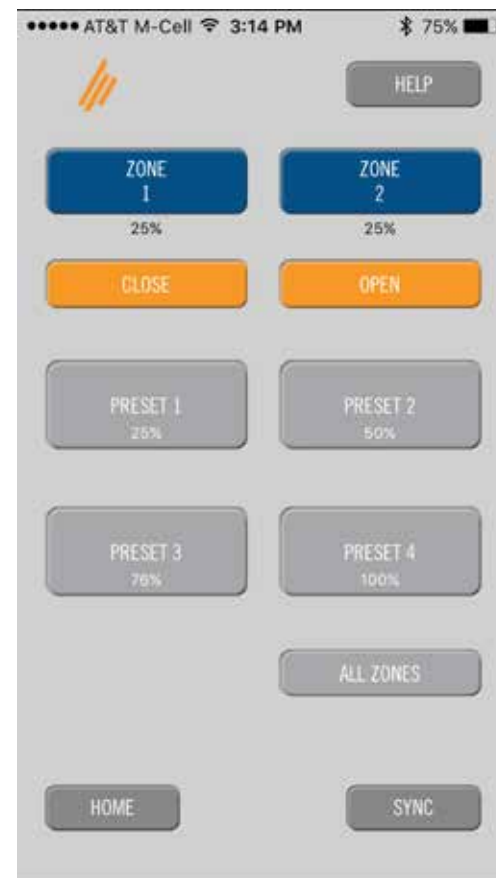 AT&T M-Cell 3:14 PM 75%
HELP
ZONE ZONE
1 2
25% 25%
CLOSE OPEN
PRESET 1 PRESET 2
25% 50%
PRESET 3 PRESET 4
76% 100%
ALL ZONES
HOME SYNC